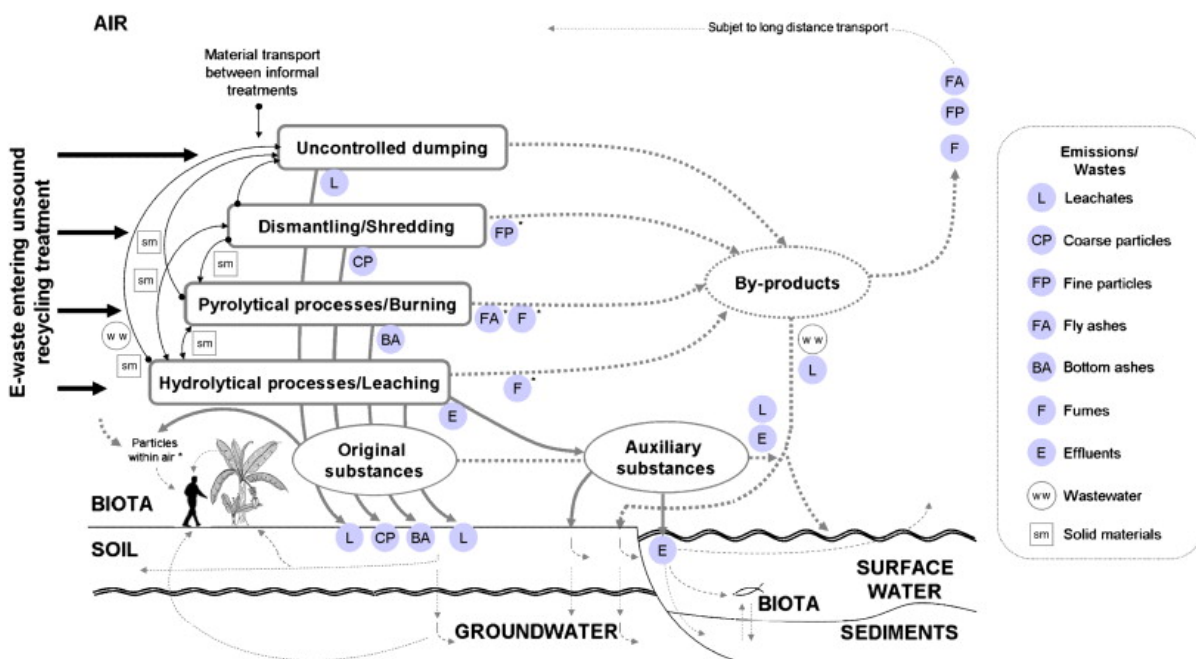 AIR
Subjet to long distance transport
Material transport
between informal
treatments
FA
FP
F
E-waste entering unsound
recycling treatment
Uncontrolled dumping
L
Dismantling/Shredding
FP *
CP
sm
sm
sm
Pyrolytical processes/Burning
FA * F *
BA
w w
sm
sm
Hydrolytical processes/Leaching
F *
E
By-products
w w
L
L
E
Particles
within air *
Original
substances
Auxiliary
substances
BIOTA
SOIL
L CP BA L
E
SURFACE
WATER
BIOTA
GROUNDWATER
SEDIMENTS
Emissions/
Wastes
L Leachates
CP Coarse particles
FP Fine particles
FA Fly ashes
BA Bottom ashes
F Fumes
E Effluents
w w Wastewater
sm Solid materials